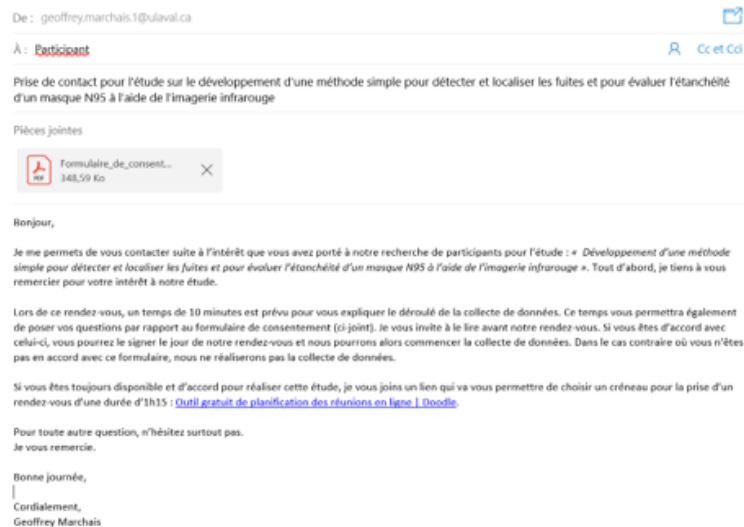 De : geoffrey.marchais.1@ulaval.ca
À : Participant
Cc et Cci
Prise de contact pour l'étude sur le développement d'une méthode simple pour détecter et localiser les fuites et pour évaluer l'étanchéité
d'un masque N95 à l'aide de l'imagerie infrarouge
Pièces jointes
Formulaire_de_consent...
348,59 Ko
PDF
Bonjour,
Je me permets de vous contacter suite à l'intérêt que vous avez porté à notre recherche de participants pour l'étude : « Développement d'une méthode
simple pour détecter et localiser les fuites et pour évaluer l'étanchéité d'un masque N95 à l'aide de l'imagerie infrarouge ». Tout d'abord, je tiens à vous
remercier pour votre intérêt à notre étude.
Lors de ce rendez-vous, un temps de 10 minutes est prévu pour vous expliquer le déroulé de la collecte de données. Ce temps vous permettra également
de poser vos questions par rapport au formulaire de consentement (ci-joint). Je vous invite à le lire avant notre rendez-vous. Si vous êtes d'accord avec
celui-ci, vous pourrez le signer le jour de notre rendez-vous et nous pourrons alors commencer la collecte de données. Dans le cas contraire où vous n'êtes
pas en accord avec ce formulaire, nous ne réaliserons pas la collecte de données.
Si vous êtes toujours disponible et d'accord pour réaliser cette étude, je vous joins un lien qui va vous permettre de choisir un créneau pour la prise d'un
rendez-vous d'une durée d'1h15 : Outil gratuit de planification des réunions en ligne | Doodle.
Pour toute autre question, n'hésitez surtout pas.
Je vous remercie.
Bonne journée,
Cordialement,
Geoffrey Marchais